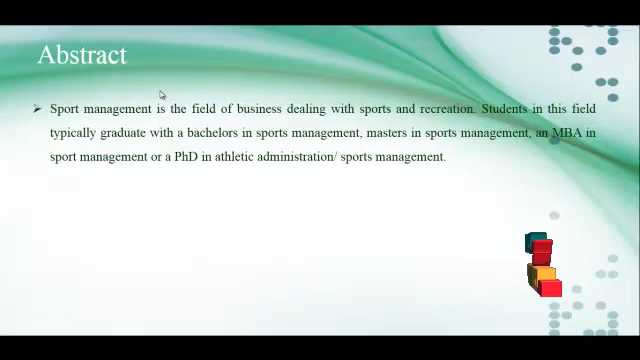 Abstract
Sport management is the field of business dealing with sports and recreation. Students in this field
typically graduate with a bachelors in sports management, masters in sports management, an MBA in
sport management or a PhD in athletic administration/ sports management.